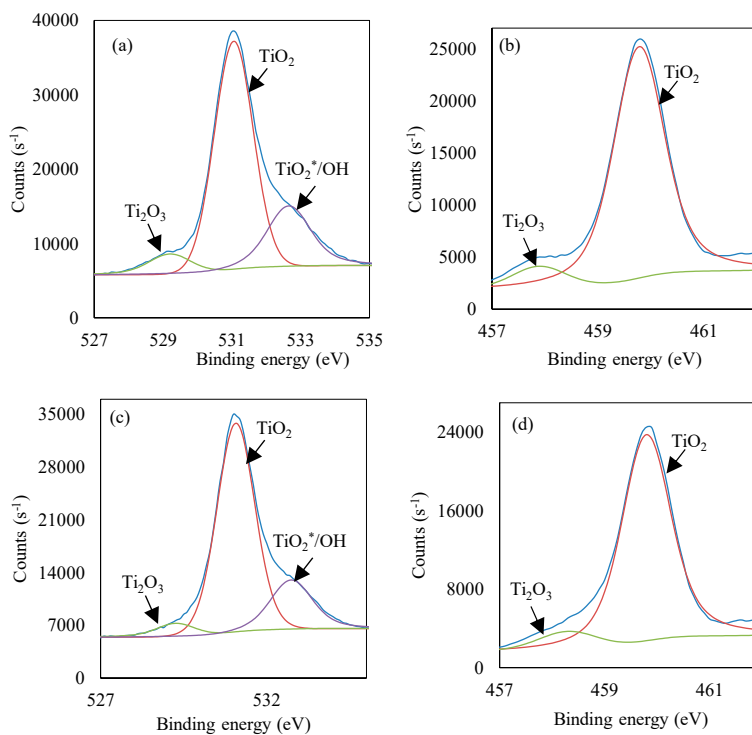 40000
(a)
TiO₂
30000
Counts (s⁻¹)
20000
TiO₂*/OH
Ti₂O₃
10000
0
527 529 531 533 535
Binding energy (eV)
(b)
25000
TiO₂
20000
Counts (s⁻¹)
15000
10000
Ti₂O₃
5000
0
457 459 461
Binding energy (eV)
35000
(c)
TiO₂
28000
Counts (s⁻¹)
21000
TiO₂*/OH
14000
Ti₂O₃
7000
0
527 532
Binding energy (eV)
(d)
24000
TiO₂
Counts (s⁻¹)
16000
8000
Ti₂O₃
0
457 459 461
Binding energy (eV)